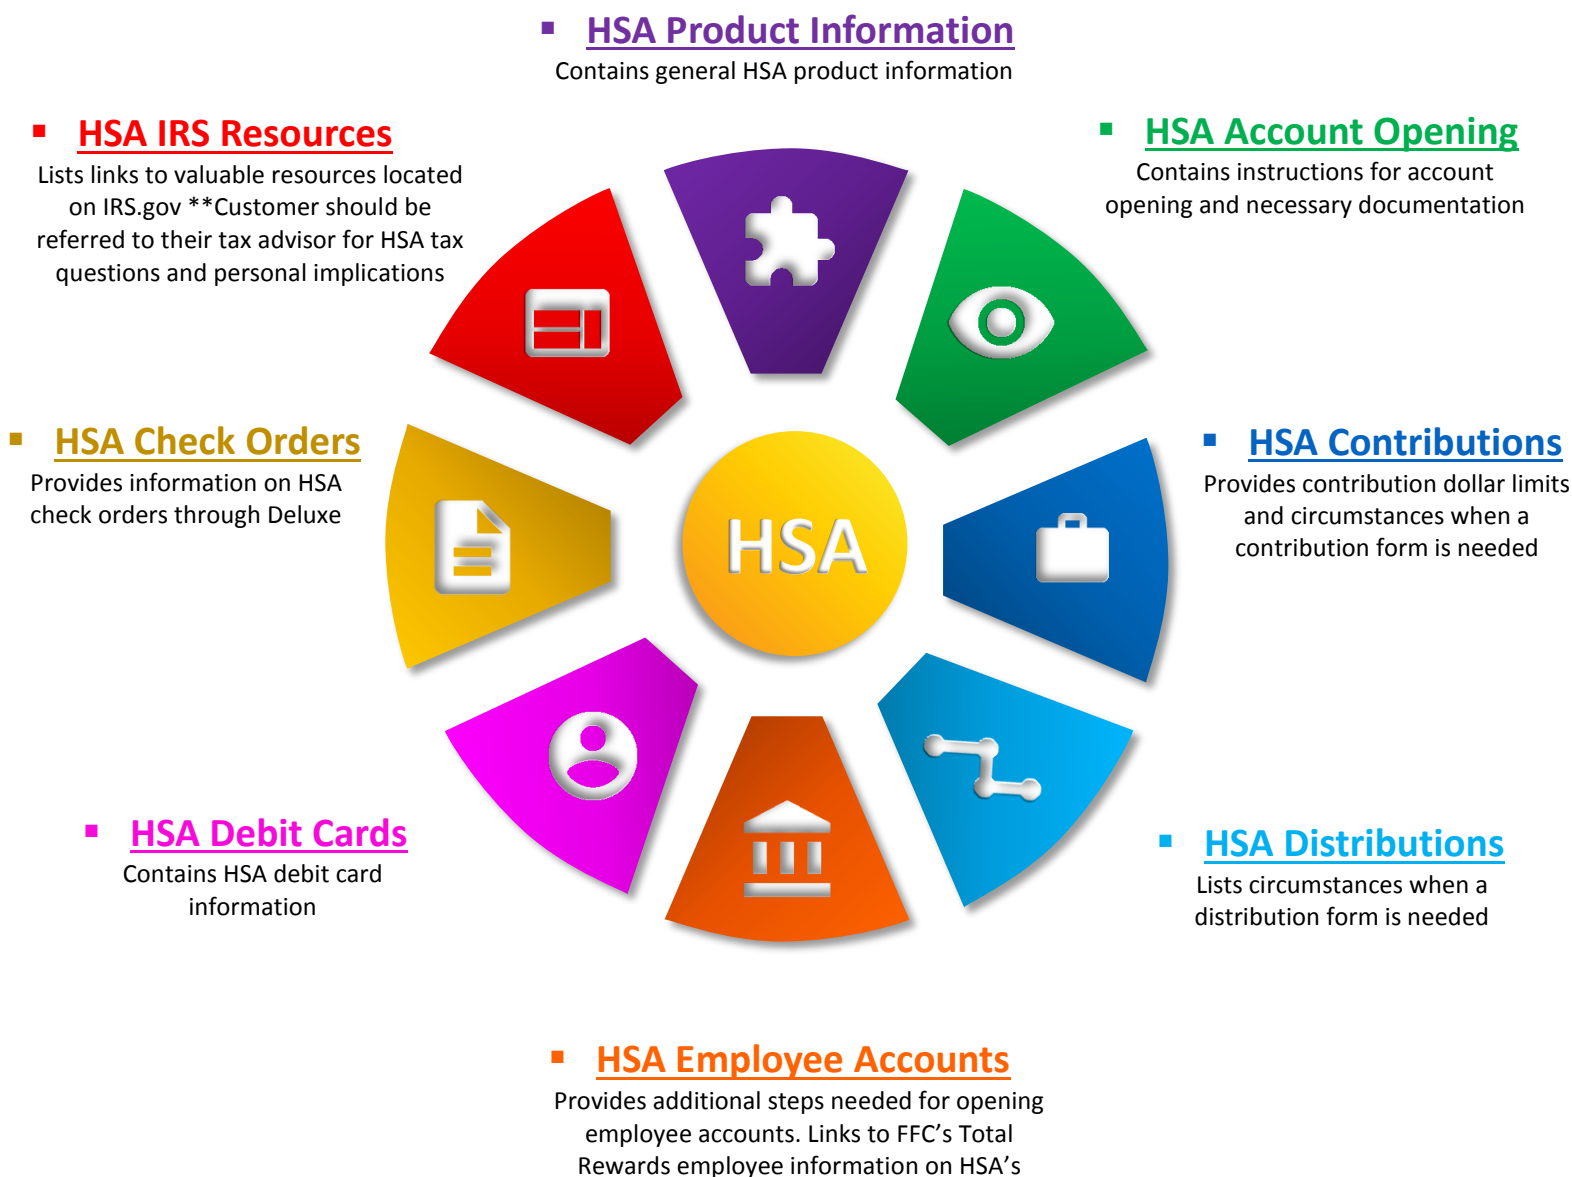 ▪ HSA Product Information
Contains general HSA product information
▪ HSA IRS Resources
Lists links to valuable resources located
on IRS.gov **Customer should be
referred to their tax advisor for HSA tax
questions and personal implications
▪ HSA Account Opening
Contains instructions for account
opening and necessary documentation
▪ HSA Check Orders
Provides information on HSA
check orders through Deluxe
▪ HSA Contributions
Provides contribution dollar limits
and circumstances when a
contribution form is needed
HSA
▪ HSA Debit Cards
Contains HSA debit card
information
▪ HSA Distributions
Lists circumstances when a
distribution form is needed
▪ HSA Employee Accounts
Provides additional steps needed for opening
employee accounts. Links to FFC’s Total
Rewards employee information on HSA’s